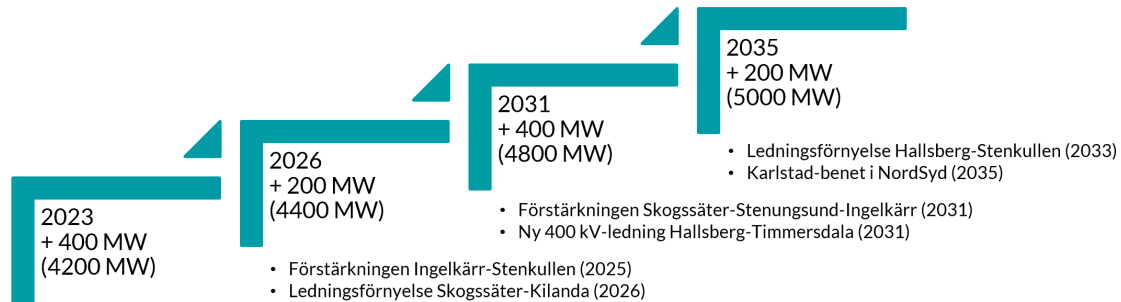 2023
+ 400 MW
(4200 MW)
2026
+ 200 MW
(4400 MW)
• Förstärkningen Ingelkärr-Stenkullen (2025)
• Ledningsförnyelse Skogssäter-Kilanda (2026)
2031
+ 400 MW
(4800 MW)
• Förstärkningen Skogssäter-Stenungsund-Ingelkärr (2031)
• Ny 400 kV-ledning Hallsberg-Timmersdala (2031)
2035
+ 200 MW
(5000 MW)
• Ledningsförnyelse Hallsberg-Stenkullen (2033)
• Karlstad-benet i NordSyd (2035)